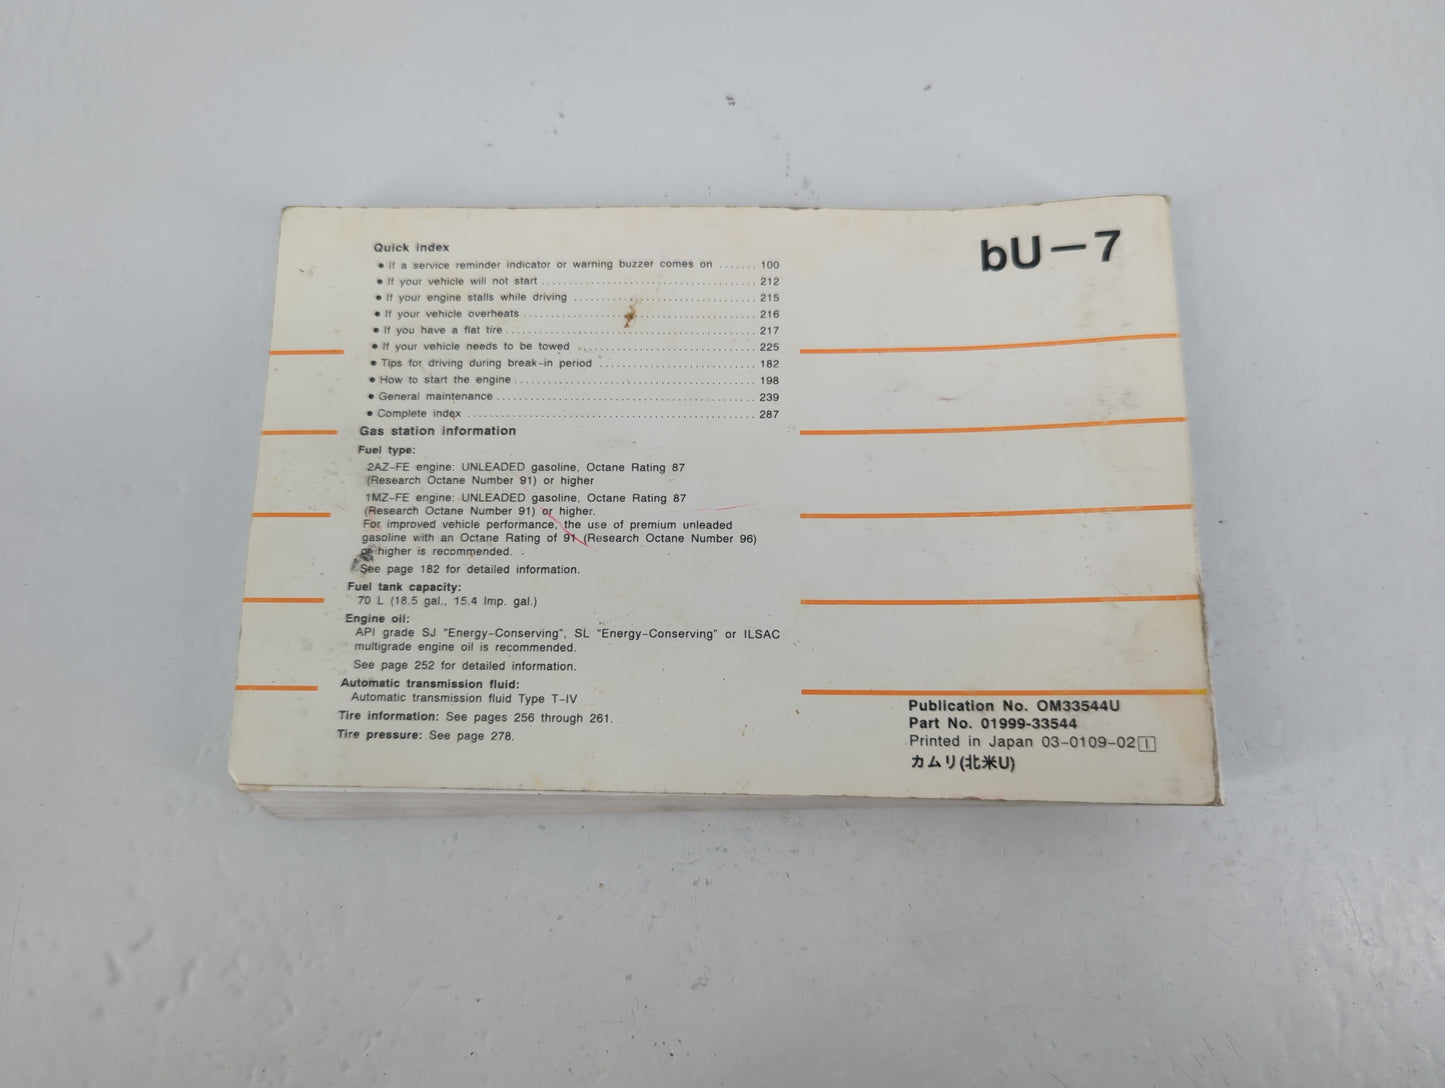 Quick index
● If a service reminder indicator or warning buzzer comes on ....... 100
● If your vehicle will not start ........................................ 212
● If your engine stalls while driving .................................. 215
● If your vehicle overheats ........................................... 216
● If you have a flat tire ............................................... 217
● If your vehicle needs to be towed .................................. 225
● Tips for driving during break-in period ............................. 182
● How to start the engine ............................................. 198
● General maintenance ................................................ 239
● Complete index ..................................................... 287
Gas station information
Fuel type:
2AZ-FE engine: UNLEADED gasoline, Octane Rating 87
(Research Octane Number 91) or higher
1MZ-FE engine: UNLEADED gasoline, Octane Rating 87
(Research Octane Number 91) or higher.
For improved vehicle performance, the use of premium unleaded
gasoline with an Octane Rating of 91 (Research Octane Number 96)
or higher is recommended.
See page 182 for detailed information.
Fuel tank capacity:
70 L (18.5 gal., 15.4 Imp. gal.)
Engine oil:
API grade SJ "Energy-Conserving", SL "Energy-Conserving" or ILSAC
multigrade engine oil is recommended.
See page 252 for detailed information.
Automatic transmission fluid:
Automatic transmission fluid Type T-IV
Tire information: See pages 256 through 261.
Tire pressure: See page 278.
bU-7
Publication No. OM33544U
Part No. 01999-33544
Printed in Japan 03-0109-02 I
カムリ(北米U)